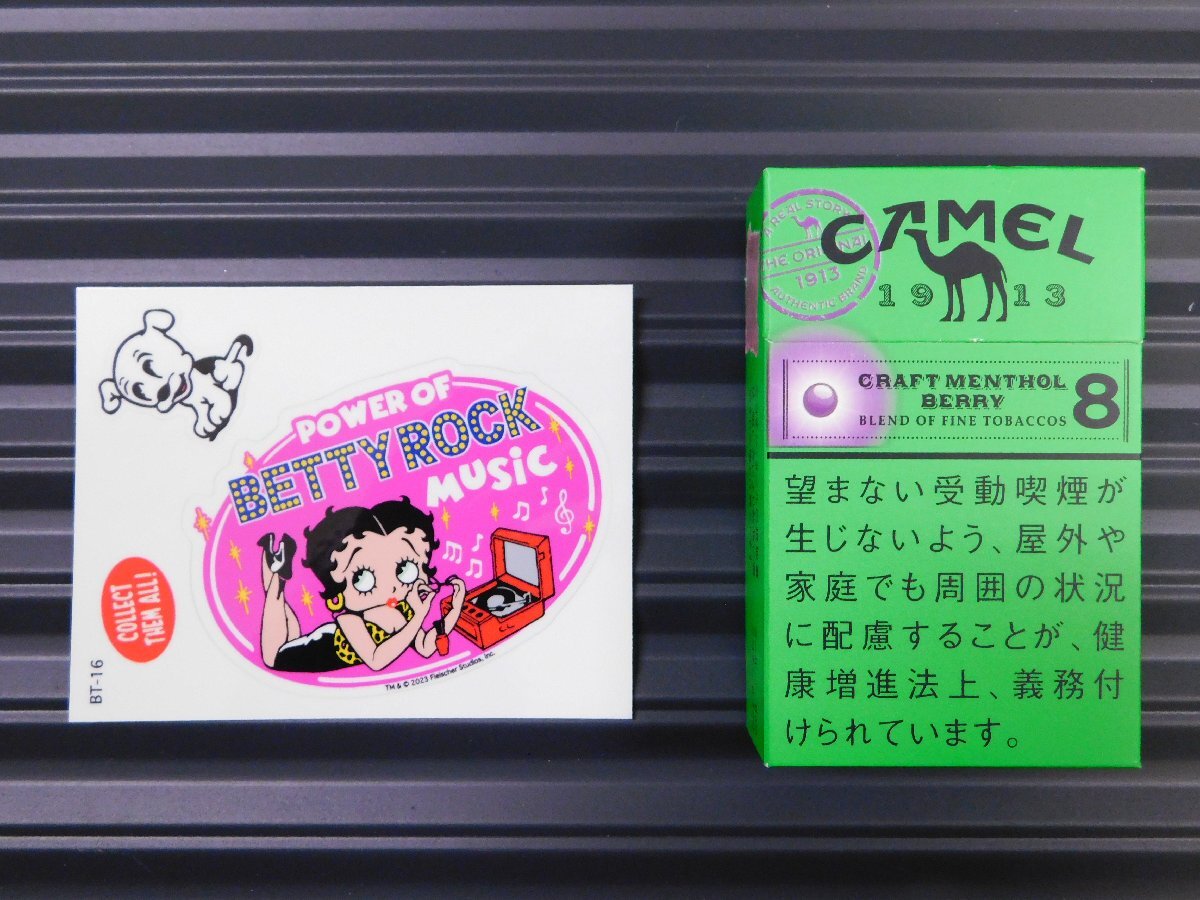 POWER OF
BETTY ROCK
MUSiC
COLLECT
THEM ALL!
BT-16
TM & © 2023 Fleischer Studios, Inc.
A REAL STORY
THE ORIGINAL
1913
AUTHENTIC BRAND
CAMEL
1913
CRAFT MENTHOL
BERRY
8
BLEND OF FINE TOBACCOS
望まない受動喫煙が
生じないよう、屋外や
家庭でも周囲の状況
に配慮することが、健
康増進法上、義務付
けられています。